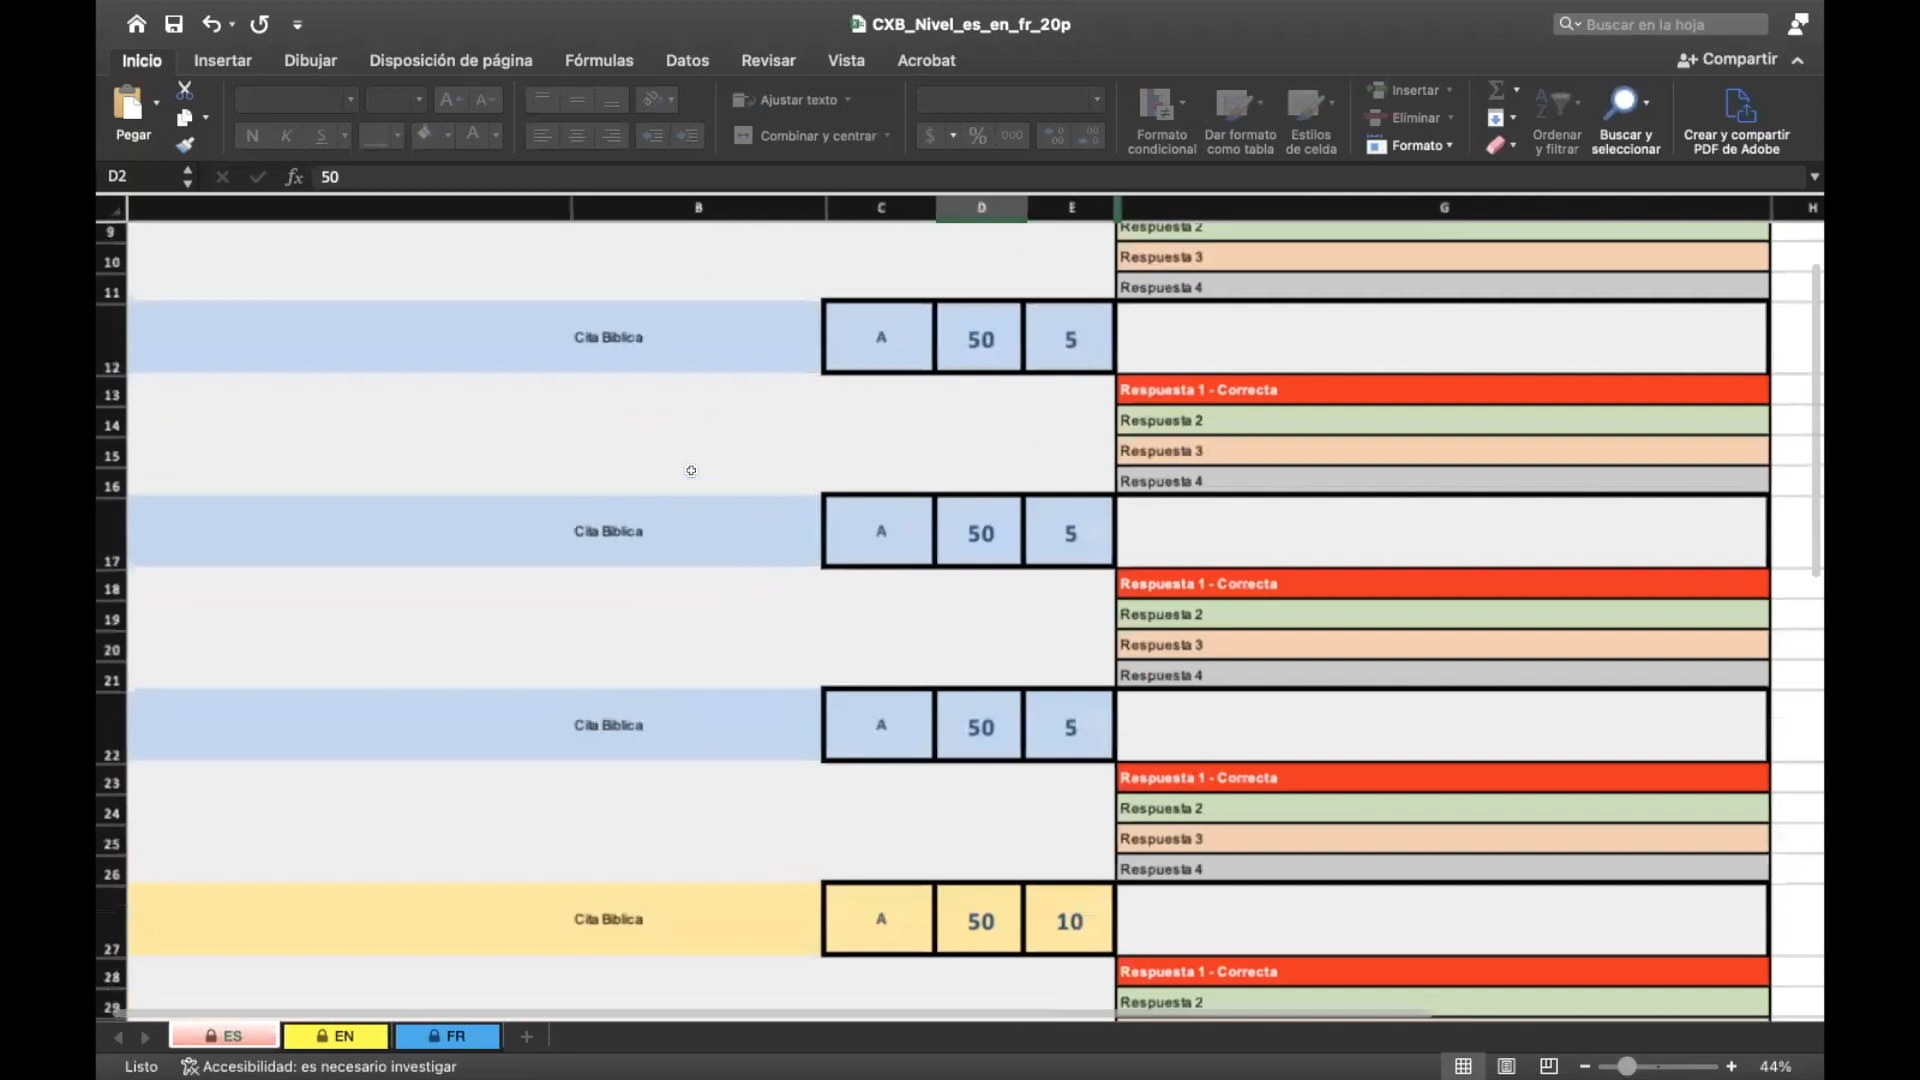 CXB_Nivel_es_en_fr_20p
Buscar en la hoja
Inicio Insertar Dibujar Disposición de página Fórmulas Datos Revisar Vista Acrobat Compartir
Pegar
N K S A A A
Ajustar texto
Combinar y centrar
$ % 000
Formato condicional
Dar formato como tabla
Estilos de celda
Insertar
Eliminar
Formato
Ordenar y filtrar
Buscar y seleccionar
Crear y compartir PDF de Adobe
D2 fx 50
B C D E G H
9 Respuesta 2
10 Respuesta 3
11 Respuesta 4
12 Cita Bíblica A 50 5
13 Respuesta 1 - Correcta
14 Respuesta 2
15 Respuesta 3
16 Respuesta 4
17 Cita Bíblica A 50 5
18 Respuesta 1 - Correcta
19 Respuesta 2
20 Respuesta 3
21 Respuesta 4
22 Cita Bíblica A 50 5
23 Respuesta 1 - Correcta
24 Respuesta 2
25 Respuesta 3
26 Respuesta 4
27 Cita Bíblica A 50 10
28 Respuesta 1 - Correcta
29 Respuesta 2
ES EN FR
Listo Accesibilidad: es necesario investigar 44%